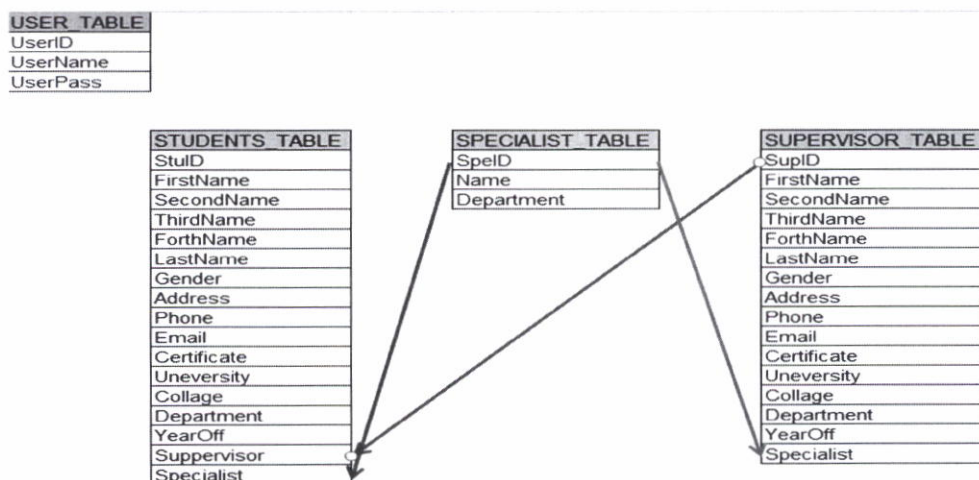 USER_TABLE
UserID
UserName
UserPass
STUDENTS_TABLE
StuID
FirstName
SecondName
ThirdName
ForthName
LastName
Gender
Address
Phone
Email
Certificate
Uneversity
Collage
Department
YearOff
Suppervisor
Specialist
SPECIALIST_TABLE
SpeID
Name
Department
SUPERVISOR_TABLE
SupID
FirstName
SecondName
ThirdName
ForthName
LastName
Gender
Address
Phone
Email
Certificate
Uneversity
Collage
Department
YearOff
Specialist